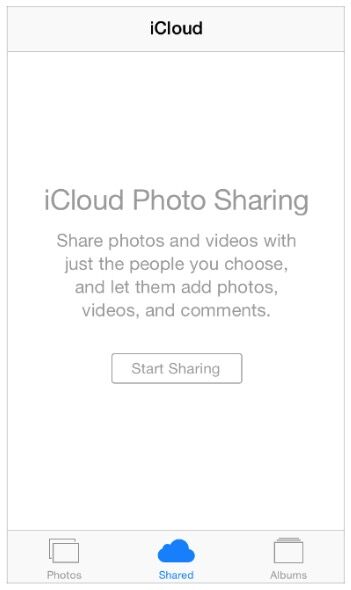 iCloud
iCloud Photo Sharing
Share photos and videos with
just the people you choose,
and let them add photos,
videos, and comments.
Start Sharing
Photos
Shared
Albums